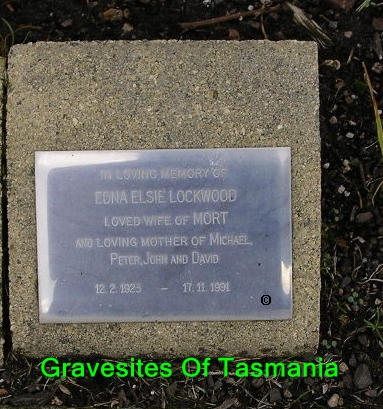 IN LOVING MEMORY OF
EDNA ELSIE LOCKWOOD
LOVED WIFE OF MORT
AND LOVING MOTHER OF MICHAEL,
PETER, JOHN AND DAVID
12.2.1925 – 17.11.1991
©
Gravesites Of Tasmania